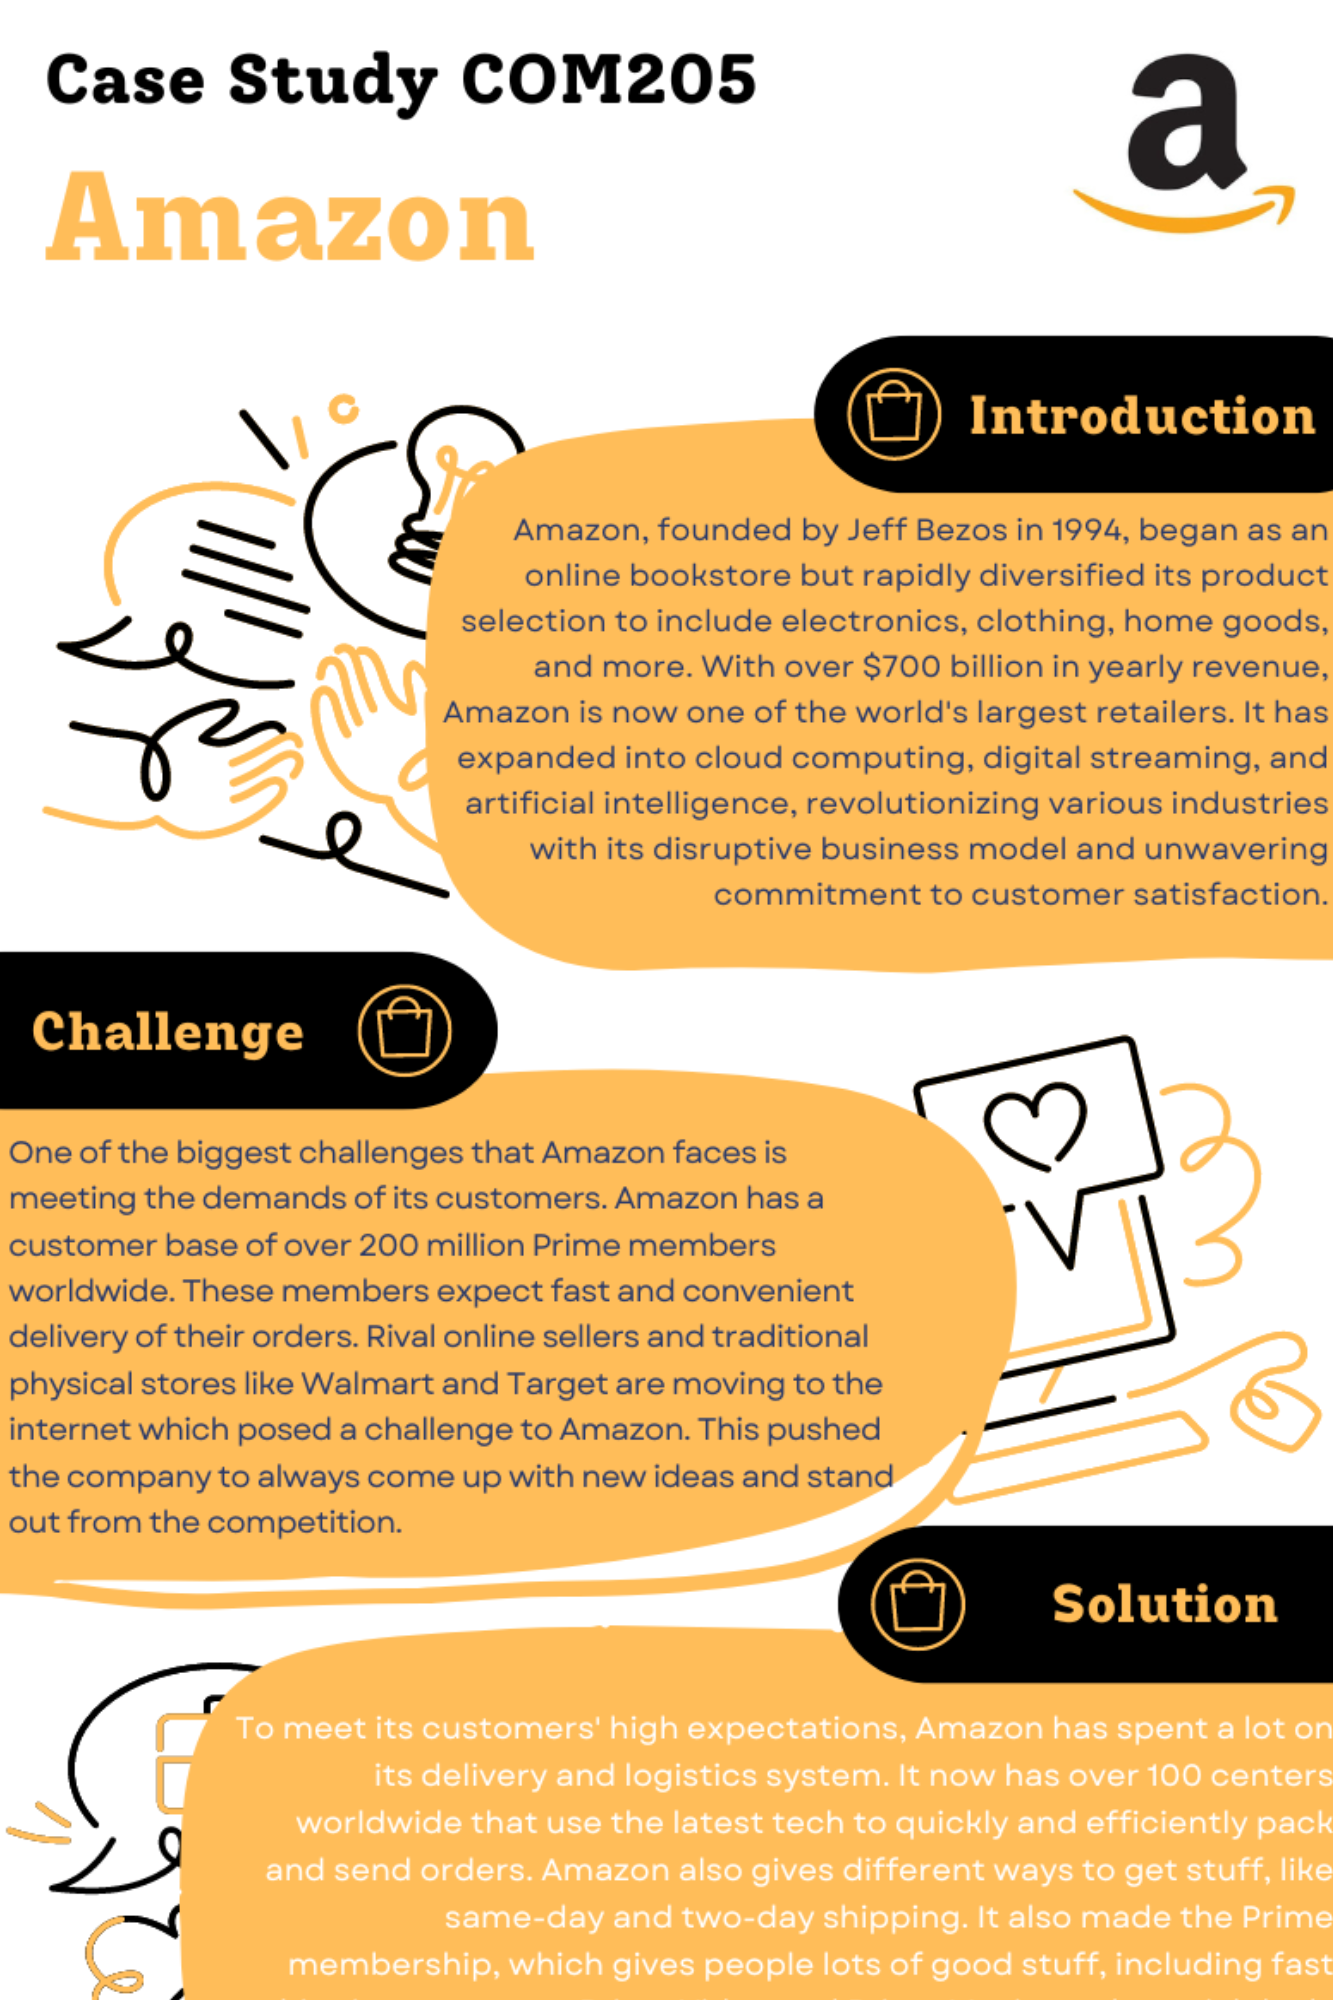 Case Study COM205
Amazon
a
Introduction
Amazon, founded by Jeff Bezos in 1994, began as an
online bookstore but rapidly diversified its product
selection to include electronics, clothing, home goods,
and more. With over $700 billion in yearly revenue,
Amazon is now one of the world's largest retailers. It has
expanded into cloud computing, digital streaming, and
artificial intelligence, revolutionizing various industries
with its disruptive business model and unwavering
commitment to customer satisfaction.
Challenge
One of the biggest challenges that Amazon faces is
meeting the demands of its customers. Amazon has a
customer base of over 200 million Prime members
worldwide. These members expect fast and convenient
delivery of their orders. Rival online sellers and traditional
physical stores like Walmart and Target are moving to the
internet which posed a challenge to Amazon. This pushed
the company to always come up with new ideas and stand
out from the competition.
Solution
To meet its customers' high expectations, Amazon has spent a lot on
its delivery and logistics system. It now has over 100 centers
worldwide that use the latest tech to quickly and efficiently pack
and send orders. Amazon also gives different ways to get stuff, like
same-day and two-day shipping. It also made the Prime
membership, which gives people lots of good stuff, including fast